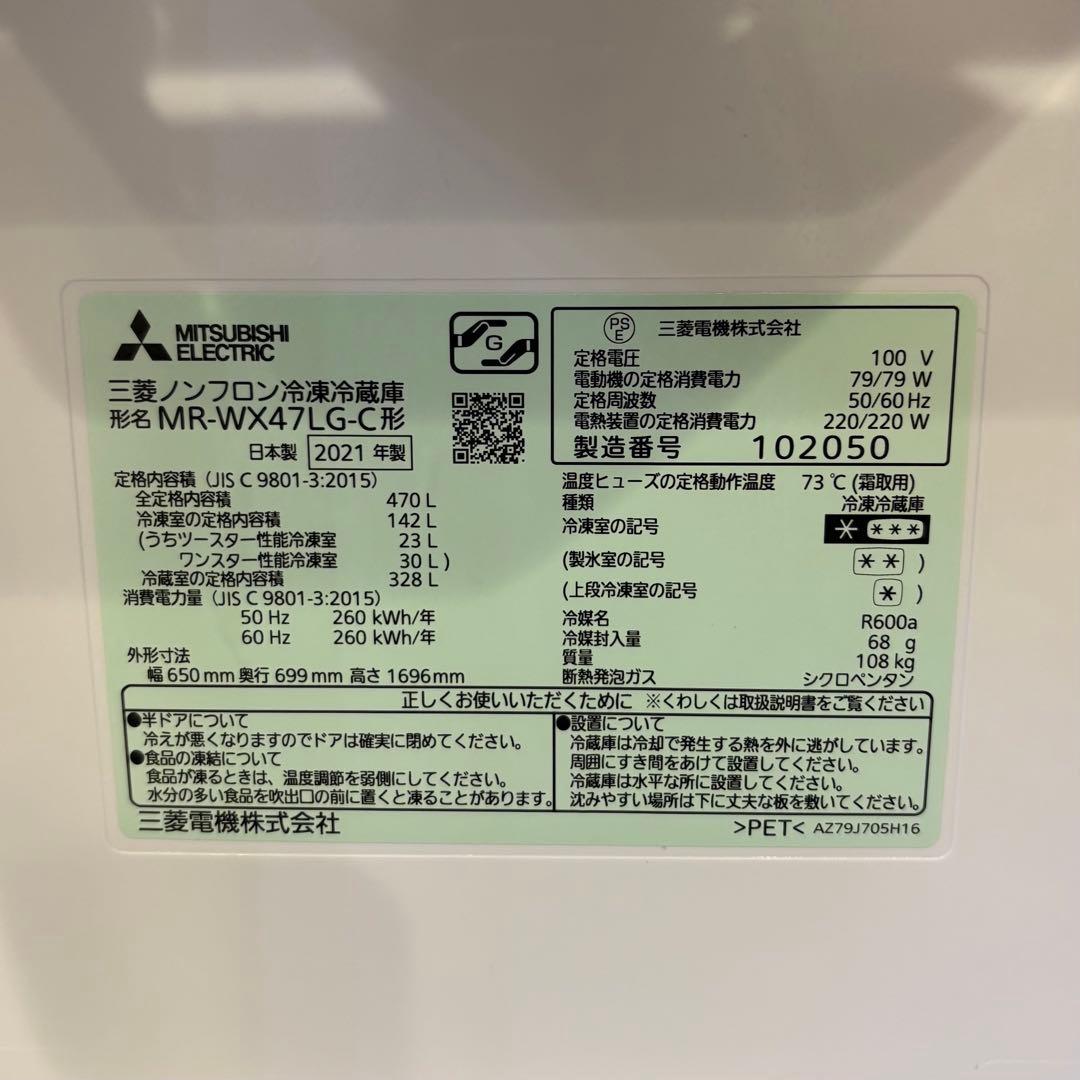 MITSUBISHI
ELECTRIC
G
三菱ノンフロン冷凍冷蔵庫
形名 MR-WX47LG-C形
日本製 2021 年製
定格内容積 (JIS C 9801-3:2015)
全定格内容積 470 L
冷凍室の定格内容積 142 L
(うちツースター性能冷凍室 23 L
ワンスター性能冷凍室 30 L )
冷蔵室の定格内容積 328 L
消費電力量 (JIS C 9801-3:2015)
50 Hz 260 kWh/年
60 Hz 260 kWh/年
外形寸法
幅 650 mm 奥行 699 mm 高さ 1696 mm
PSE 三菱電機株式会社
定格電圧 100 V
電動機の定格消費電力 79/79 W
定格周波数 50/60 Hz
電熱装置の定格消費電力 220/220 W
製造番号 102050
温度ヒューズの定格動作温度 73 ℃ (霜取用)
種類 冷凍冷蔵庫
冷凍室の記号 * ***
(製氷室の記号 ** )
(上段冷凍室の記号 * )
冷媒名 R600a
冷媒封入量 68 g
質量 108 kg
断熱発泡ガス シクロペンタン
正しくお使いいただくために ※くわしくは取扱説明書をご覧ください
●半ドアについて
冷えが悪くなりますのでドアは確実に閉めてください。
●食品の凍結について
食品が凍るときは、温度調節を弱側にしてください。
水分の多い食品を吹出口の前に置くと凍ることがあります。
●設置について
冷蔵庫は冷却で発生する熱を外に逃がしています。
周囲にすき間をあけて設置してください。
冷蔵庫は水平な所に設置してください。
沈みやすい場所は下に丈夫な板を敷いてください。
三菱電機株式会社
>PET< AZ79J705H16